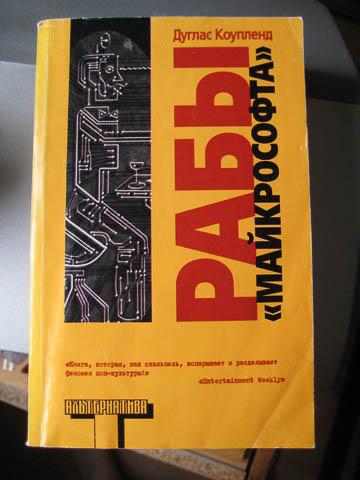 Дуглас Коупленд
РАБЫ
«МАЙКРОСОФТА»
«Книга, которая, как скальпель, вскрывает и разделывает
феномен поп-культуры!»
«Entertainment Weekly»
АЛЬТЕРНАТИВА